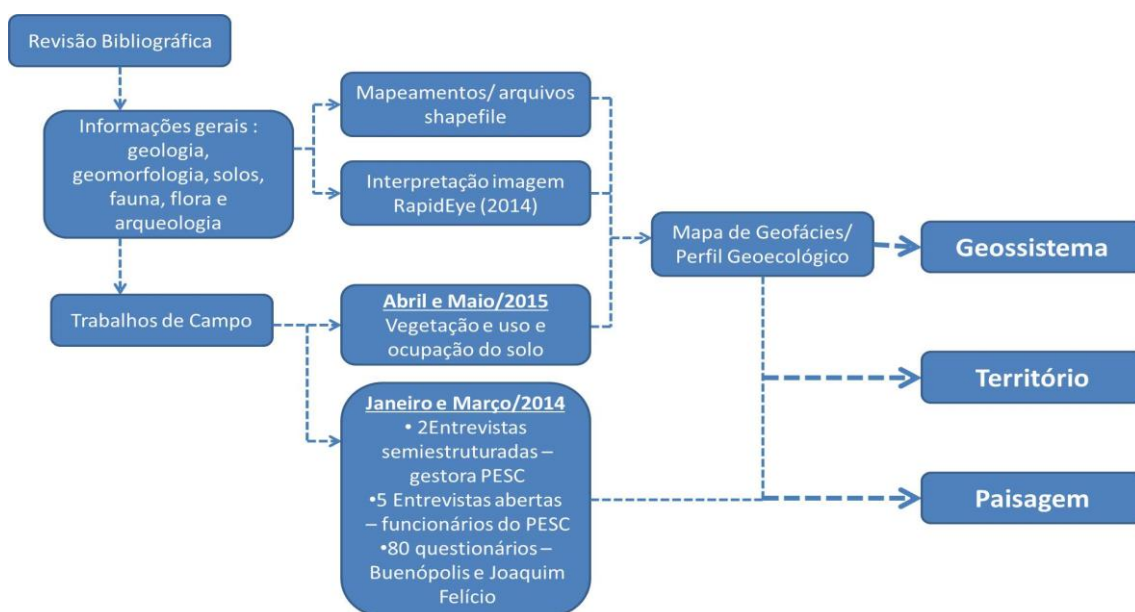 Revisão Bibliográfica
Informações gerais :
geologia,
geomorfologia, solos,
fauna, flora e
arqueologia
Trabalhos de Campo
Mapeamentos/ arquivos
shapefile
Interpretação imagem
RapidEye (2014)
Abril e Maio/2015
Vegetação e uso e
ocupação do solo
Janeiro e Março/2014
• 2Entrevistas
semiestruturadas –
gestora PESC
•5 Entrevistas abertas
– funcionários do PESC
•80 questionários –
Buenópolis e Joaquim
Felício
Mapa de Geofácies/
Perfil Geoecológico
Geossistema
Território
Paisagem